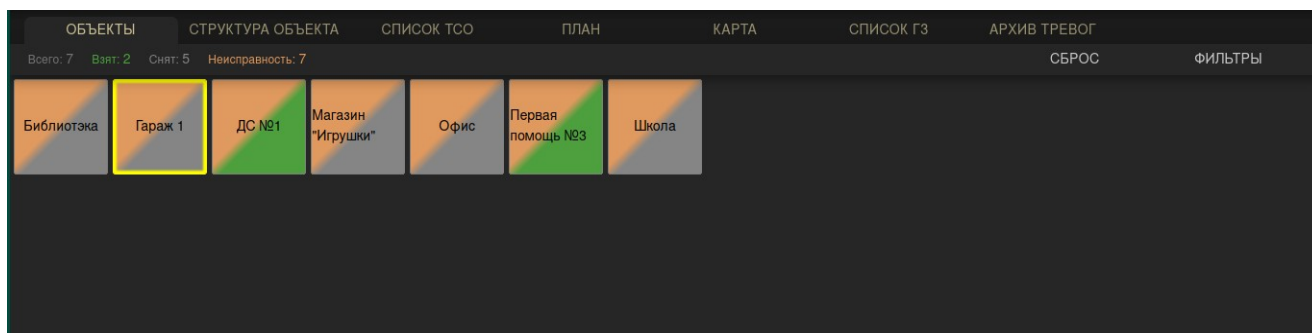 ОБЪЕКТЫ СТРУКТУРА ОБЪЕКТА СПИСОК ТСО ПЛАН КАРТА СПИСОК ГЗ АРХИВ ТРЕВОГ
Всего: 7 Взят: 2 Снят: 5 Неисправность: 7 СБРОС ФИЛЬТРЫ
Библиотэка Гараж 1 ДС №1 Магазин "Игрушки" Офис Первая помощь №3 Школа